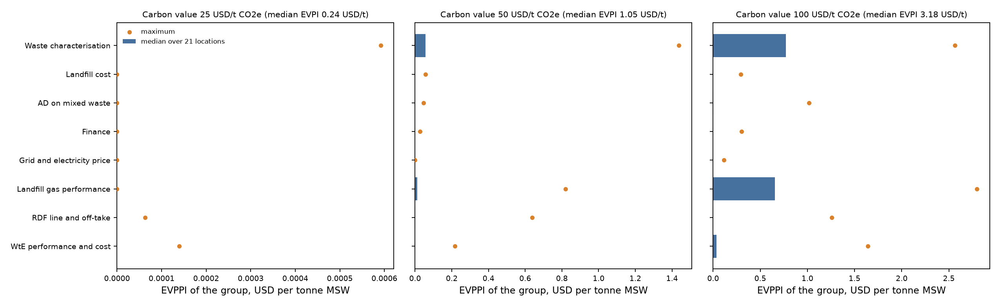 Carbon value 25 USD/t CO2e (median EVPI 0.24 USD/t)
Carbon value 50 USD/t CO2e (median EVPI 1.05 USD/t)
Carbon value 100 USD/t CO2e (median EVPI 3.18 USD/t)
maximum
median over 21 locations
Waste characterisation
Landfill cost
AD on mixed waste
Finance
Grid and electricity price
Landfill gas performance
RDF line and off-take
WtE performance and cost
0.0000 0.0001 0.0002 0.0003 0.0004 0.0005 0.0006
0.0 0.2 0.4 0.6 0.8 1.0 1.2 1.4
0.0 0.5 1.0 1.5 2.0 2.5
EVPPI of the group, USD per tonne MSW
EVPPI of the group, USD per tonne MSW
EVPPI of the group, USD per tonne MSW